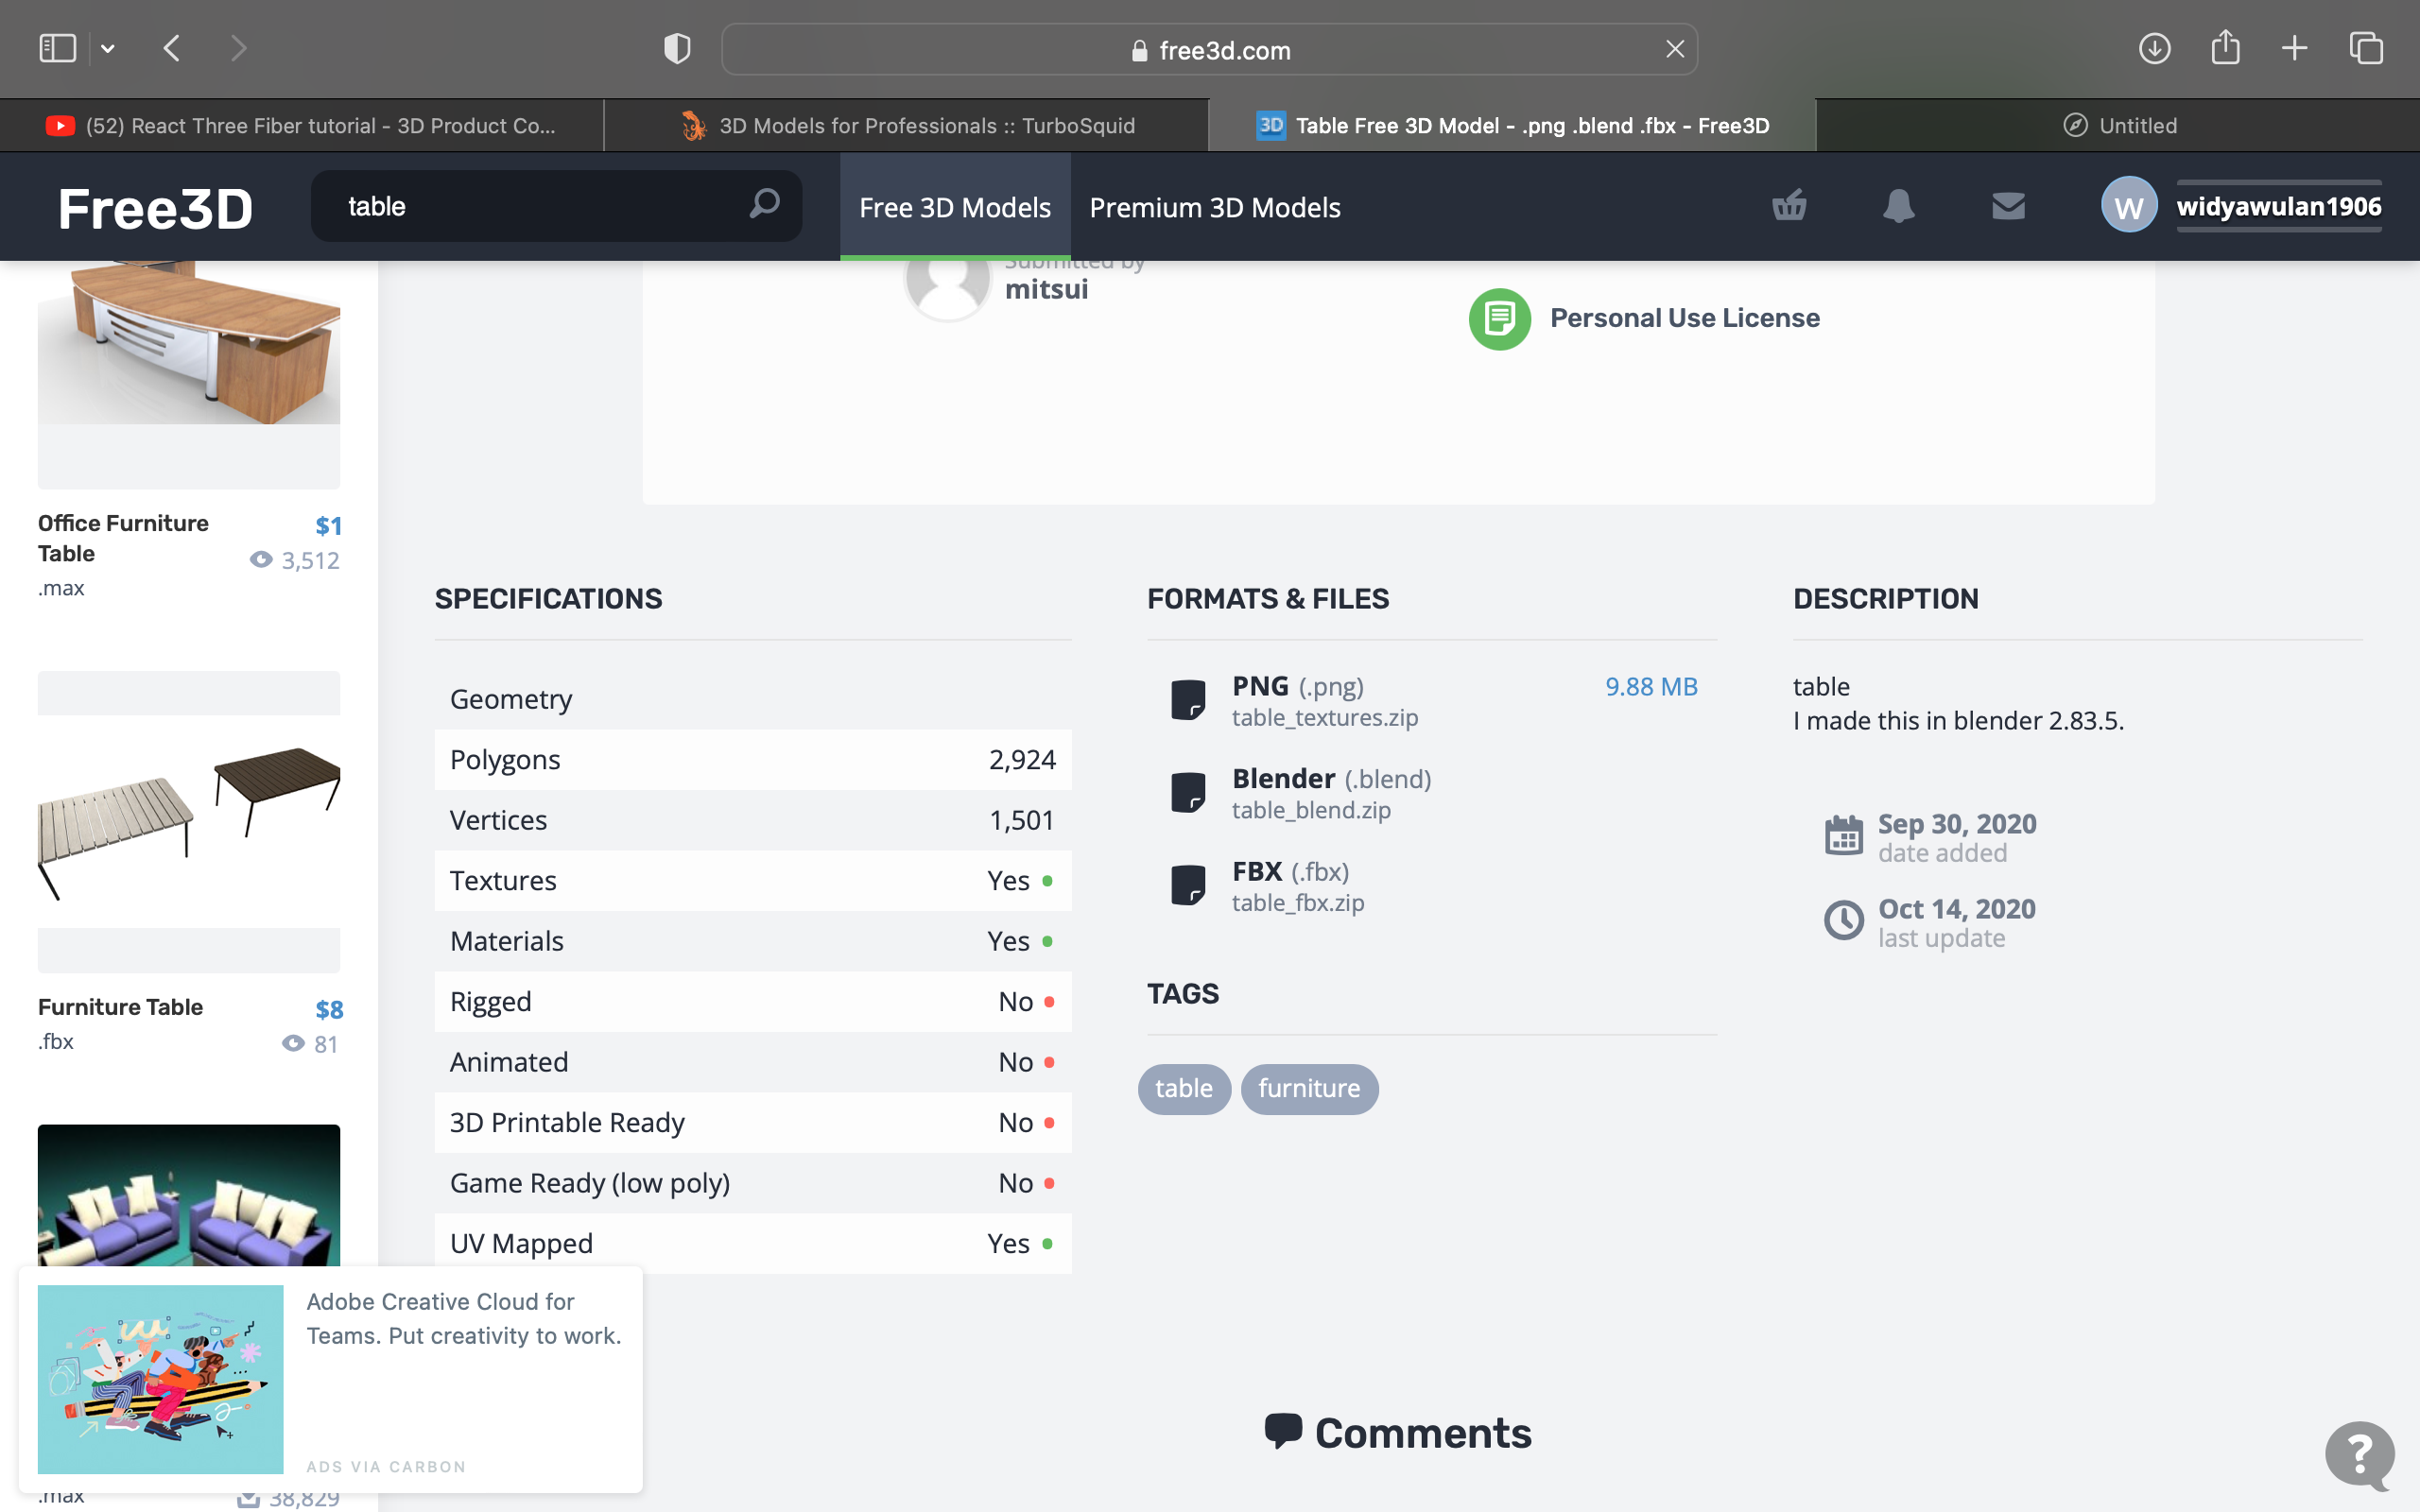 free3d.com
(52) React Three Fiber tutorial - 3D Product Co...
3D Models for Professionals :: TurboSquid
3D Table Free 3D Model - .png .blend .fbx - Free3D
Untitled
Free3D
table
Free 3D Models
Premium 3D Models
W
widyawulan1906
Submitted by
mitsui
Personal Use License
Office Furniture
Table
$1
3,512
.max
Furniture Table
$8
.fbx
81
SPECIFICATIONS
Geometry
Polygons 2,924
Vertices 1,501
Textures Yes
Materials Yes
Rigged No
Animated No
3D Printable Ready No
Game Ready (low poly) No
UV Mapped Yes
FORMATS & FILES
PNG (.png) 9.88 MB
table_textures.zip
Blender (.blend)
table_blend.zip
FBX (.fbx)
table_fbx.zip
TAGS
table furniture
DESCRIPTION
table
I made this in blender 2.83.5.
Sep 30, 2020
date added
Oct 14, 2020
last update
Adobe Creative Cloud for
Teams. Put creativity to work.
ADS VIA CARBON
.max 38,829
Comments
?